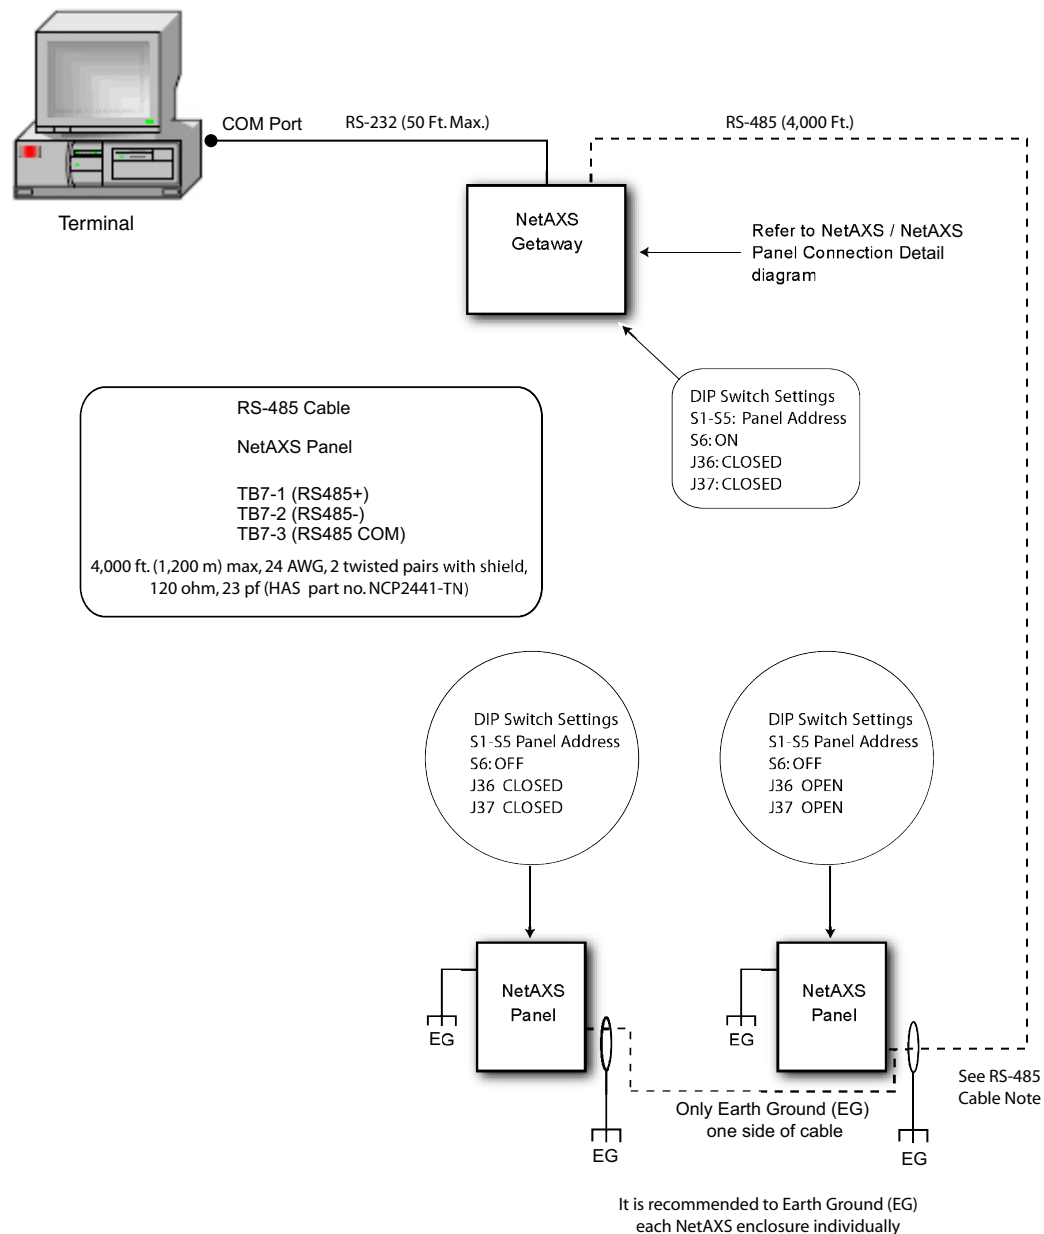 COM Port
RS-232 (50 Ft. Max.)
RS-485 (4,000 Ft.)
Terminal
NetAXS
Getaway
Refer to NetAXS / NetAXS
Panel Connection Detail
diagram
DIP Switch Settings
S1-S5: Panel Address
S6: ON
J36: CLOSED
J37: CLOSED
RS-485 Cable
NetAXS Panel
TB7-1 (RS485+)
TB7-2 (RS485-)
TB7-3 (RS485 COM)
4,000 ft. (1,200 m) max, 24 AWG, 2 twisted pairs with shield,
120 ohm, 23 pf (HAS part no. NCP2441-TN)
DIP Switch Settings
S1-S5 Panel Address
S6: OFF
J36 CLOSED
J37 CLOSED
DIP Switch Settings
S1-S5 Panel Address
S6: OFF
J36 OPEN
J37 OPEN
NetAXS
Panel
EG
EG
NetAXS
Panel
EG
EG
See RS-485
Cable Note
Only Earth Ground (EG)
one side of cable
It is recommended to Earth Ground (EG)
each NetAXS enclosure individually